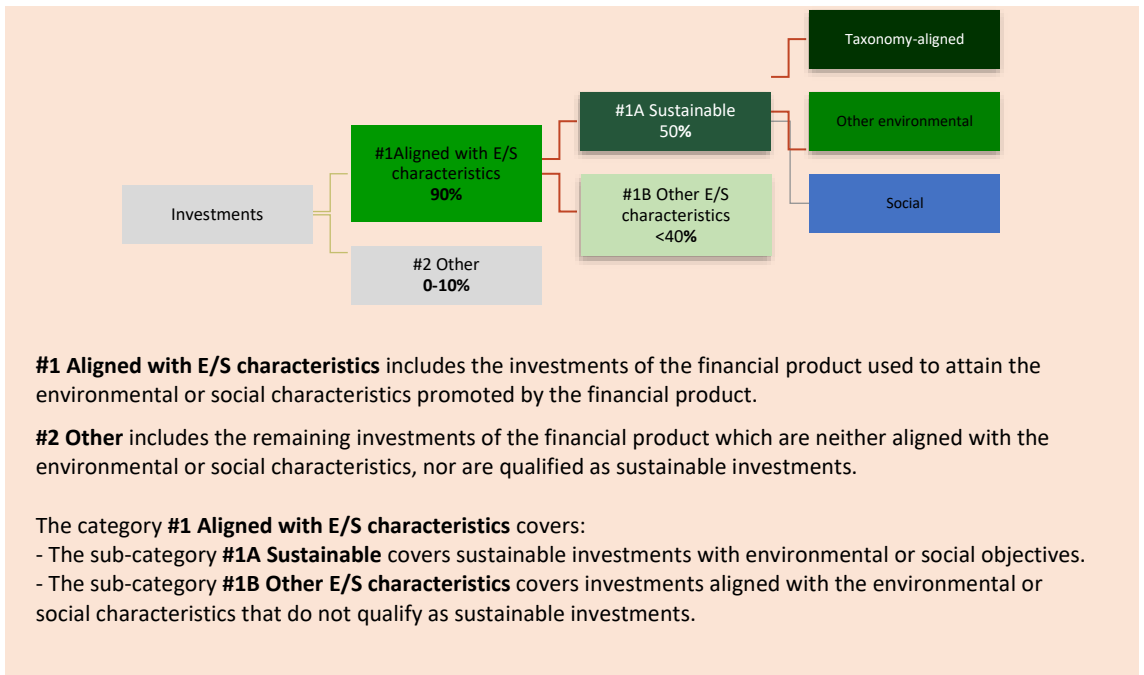 Taxonomy-aligned
#1A Sustainable
50%
Other environmental
#1Aligned with E/S
characteristics
90%
#1B Other E/S
characteristics
<40%
Social
Investments
#2 Other
0-10%
#1 Aligned with E/S characteristics includes the investments of the financial product used to attain the
environmental or social characteristics promoted by the financial product.
#2 Other includes the remaining investments of the financial product which are neither aligned with the
environmental or social characteristics, nor are qualified as sustainable investments.
The category #1 Aligned with E/S characteristics covers:
- The sub-category #1A Sustainable covers sustainable investments with environmental or social objectives.
- The sub-category #1B Other E/S characteristics covers investments aligned with the environmental or
social characteristics that do not qualify as sustainable investments.